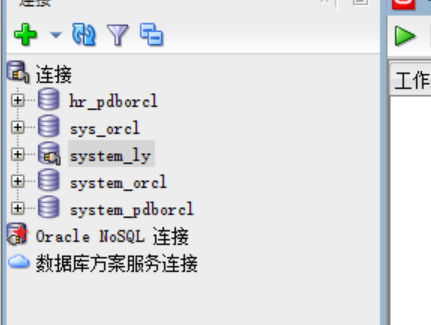 连接
连接
hr_pdborcl
sys_orcl
system_ly
system_orcl
system_pdborcl
Oracle NoSQL 连接
数据库方案服务连接
工作